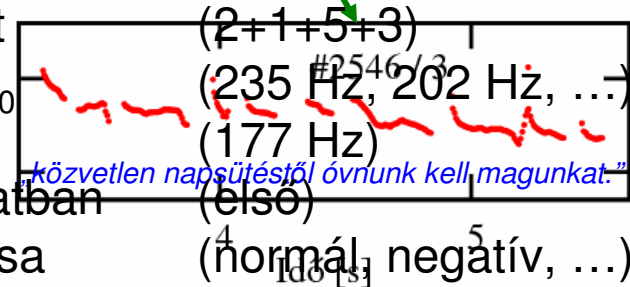 (2+1+5+3)
#2546 / 3
(235 Hz, 202 Hz, …)
0
(177 Hz)
„közvetlen napsütéstől óvnunk kell magunkat.”
atban (első)
4 5
sa (normál, negatív, …)
Idő [s]